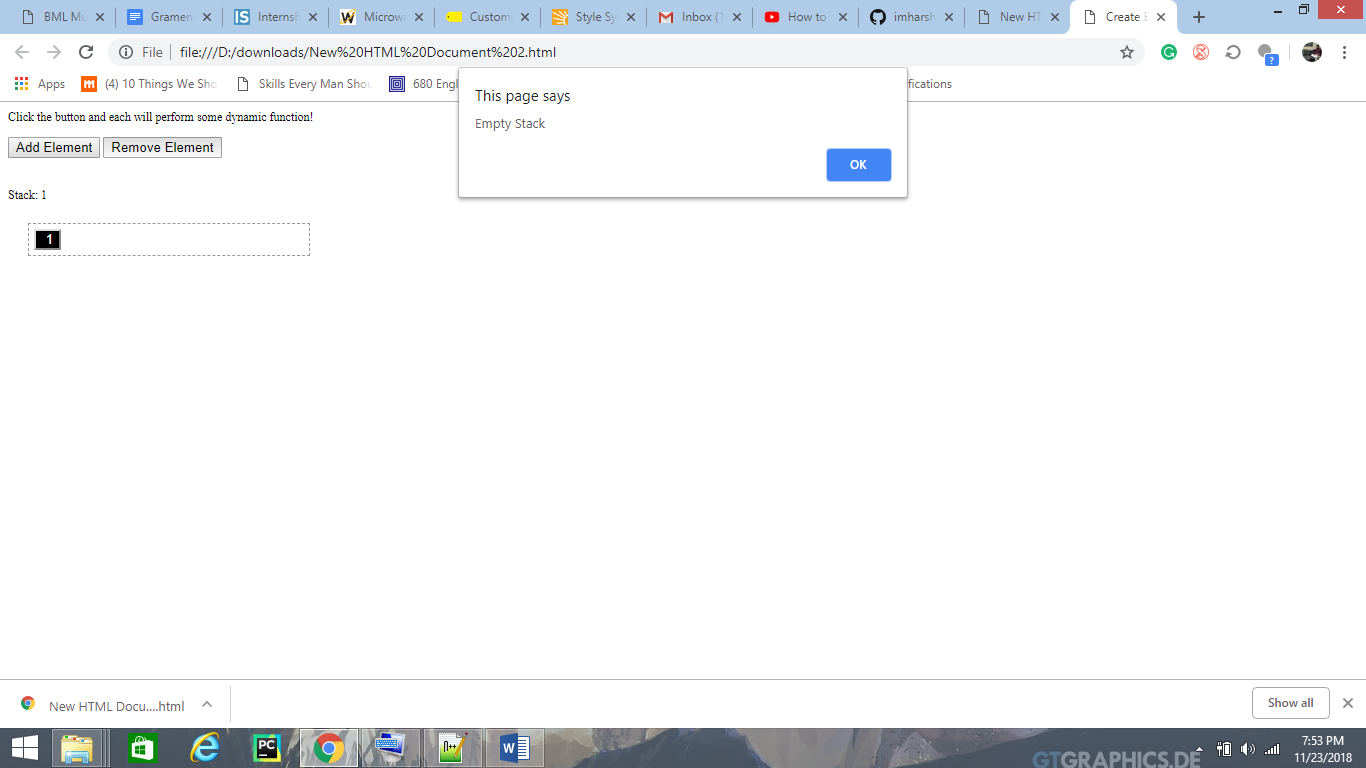 BML Mu
Gramen
Internsh
Microwa
Custom
Style Sy
Inbox (1
How to
imharsh
New HT
Create E
File
file:///D:/downloads/New%20HTML%20Document%202.html
?
Apps
(4) 10 Things We Sho
Skills Every Man Shou
680 Engl
fications
This page says
Empty Stack
OK
Click the button and each will perform some dynamic function!
Add Element Remove Element
Stack: 1
1
New HTML Docu....html
Show all
7:53 PM
11/23/2018
GTGRAPHICS.DE